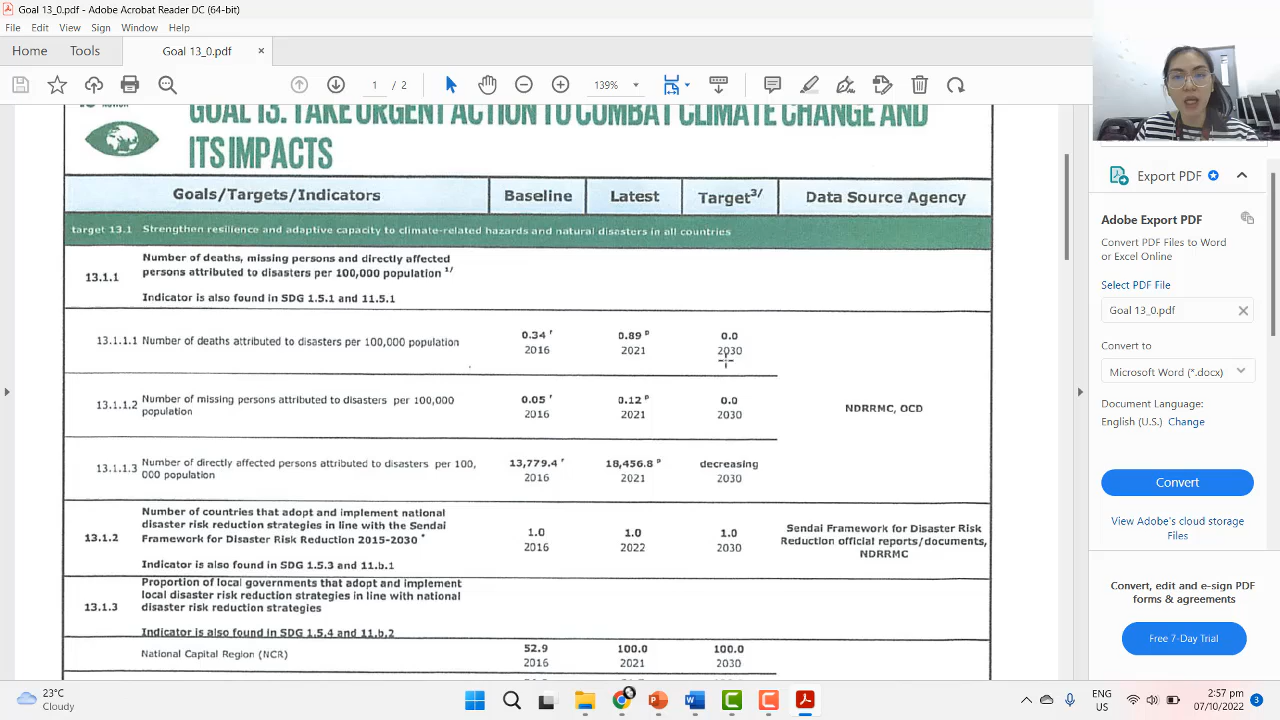 Goal 13_0.pdf - Adobe Acrobat Reader DC (64-bit)
File Edit View Sign Window Help
Home Tools Goal 13_0.pdf ×
1 / 2 139%
GOAL 13. TAKE URGENT ACTION TO COMBAT CLIMATE CHANGE AND
ITS IMPACTS
Goals/Targets/Indicators Baseline Latest Target3/ Data Source Agency
target 13.1 Strengthen resilience and adaptive capacity to climate-related hazards and natural disasters in all countries
13.1.1 Number of deaths, missing persons and directly affected
persons attributed to disasters per 100,000 population 1/
Indicator is also found in SDG 1.5.1 and 11.5.1
13.1.1.1 Number of deaths attributed to disasters per 100,000 population 0.34 r 0.89 p 0.0
2016 2021 2030
13.1.1.2 Number of missing persons attributed to disasters per 100,000
population
0.05 r 0.12 p 0.0
2016 2021 2030
NDRRMC, OCD
13.1.1.3 Number of directly affected persons attributed to disasters per 100,
000 population
13,779.4 r 18,456.8 p decreasing
2016 2021 2030
13.1.2 Number of countries that adopt and implement national
disaster risk reduction strategies in line with the Sendai
Framework for Disaster Risk Reduction 2015-2030 *
Indicator is also found in SDG 1.5.3 and 11.b.1
1.0 1.0 1.0
2016 2022 2030
Sendai Framework for Disaster Risk
Reduction official reports/documents,
NDRRMC
13.1.3 Proportion of local governments that adopt and implement
local disaster risk reduction strategies in line with national
disaster risk reduction strategies
Indicator is also found in SDG 1.5.4 and 11.b.2
National Capital Region (NCR) 52.9 100.0 100.0
2016 2021 2030
Export PDF
Adobe Export PDF
Convert PDF Files to Word
or Excel Online
Select PDF File
Goal 13_0.pdf
Convert to
Microsoft Word (*.docx)
Document Language:
English (U.S.) Change
Convert
View Adobe's cloud storage
Files
Convert, edit and e-sign PDF
forms & agreements
Free 7-Day Trial
23°C
Cloudy
ENG
US
2:57 pm
07/10/2022
3